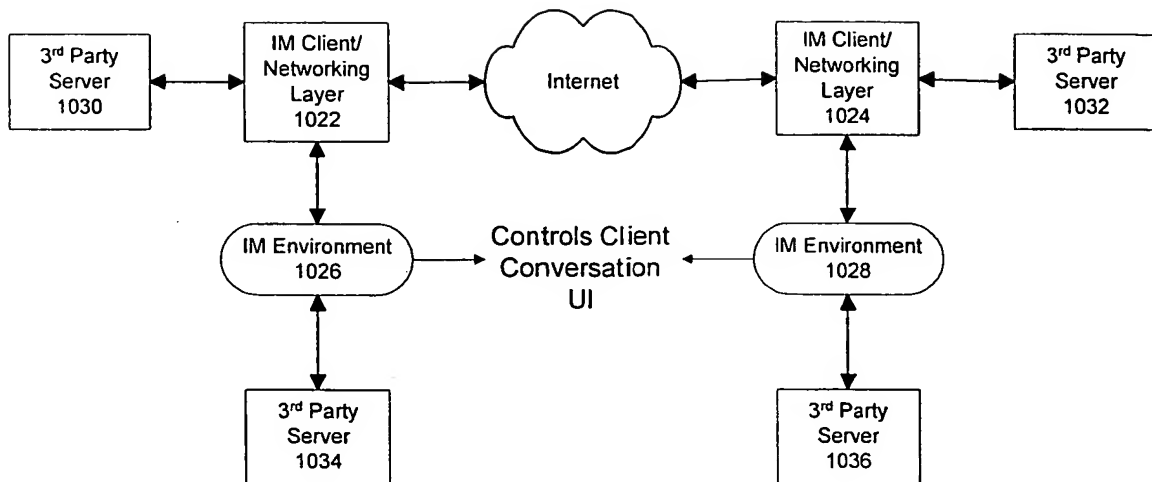 3rd Party
Server
1030
IM Client/
Networking
Layer
1022
Internet
IM Client/
Networking
Layer
1024
3rd Party
Server
1032
IM Environment
1026
Controls Client
Conversation
UI
IM Environment
1028
3rd Party
Server
1034
3rd Party
Server
1036